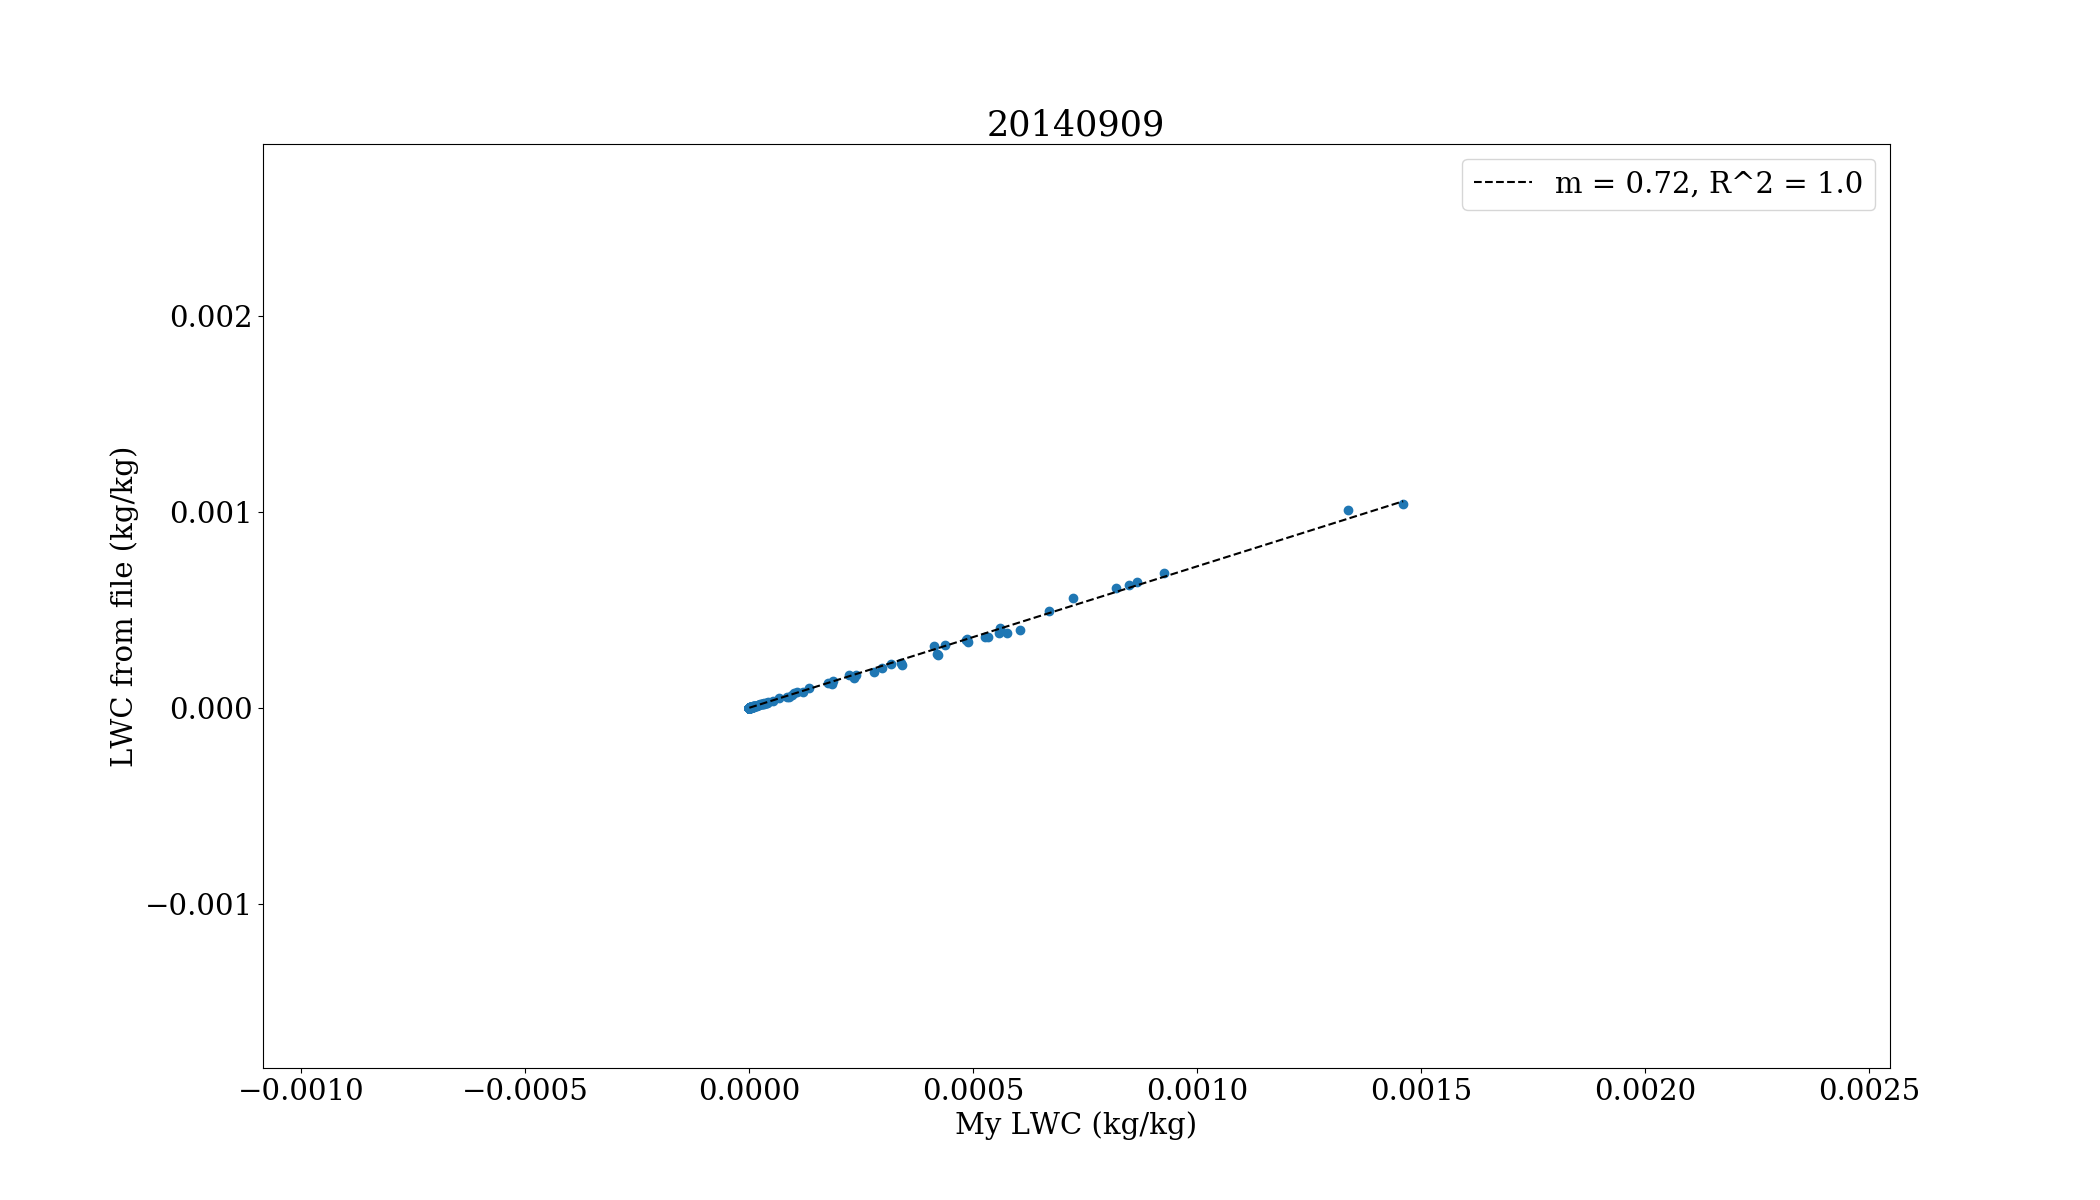 20140909
m = 0.72, R^2 = 1.0
LWC from file (kg/kg)
0.002
0.001
0.000
−0.001
−0.0010 −0.0005 0.0000 0.0005 0.0010 0.0015 0.0020 0.0025
My LWC (kg/kg)